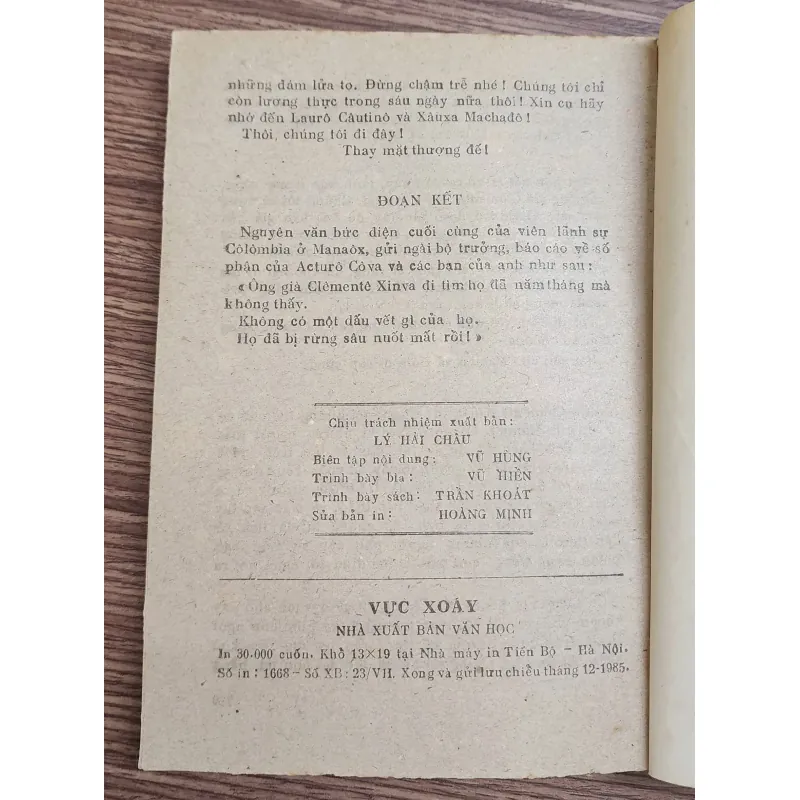 những đám lửa to. Đừng chậm trễ nhé! Chúng tôi chỉ
còn lương thực trong sáu ngày nữa thôi! Xin cụ hãy
nhớ đến Laurô Câutinô và Xâuxa Machađô!
Thôi, chúng tôi đi đây!
Thay mặt thượng đế!
ĐOẠN KẾT
Nguyên văn bức điện cuối cùng của viên lãnh sự
Côlômbia ở Manaôx, gửi ngài bộ trưởng, báo cáo về số
phận của Acturô Côva và các bạn của anh như sau:
« Ông già Clêmentê Xinva đi tìm họ đã năm tháng mà
không thấy.
Không có một dấu vết gì của họ.
Họ đã bị rừng sâu nuốt mất rồi! »
Chịu trách nhiệm xuất bản:
LÝ HẢI CHÂU
Biên tập nội dung: VŨ HÙNG
Trình bày bìa: VŨ HIỀN
Trình bày sách: TRẦN KHOÁT
Sửa bản in: HOÀNG MINH
VỰC XOÁY
NHÀ XUẤT BẢN VĂN HỌC
In 30.000 cuốn. Khổ 13×19 tại Nhà máy in Tiến Bộ – Hà Nội.
Số in: 1668 – Số XB: 23/VH. Xong và gửi lưu chiểu tháng 12-1985.